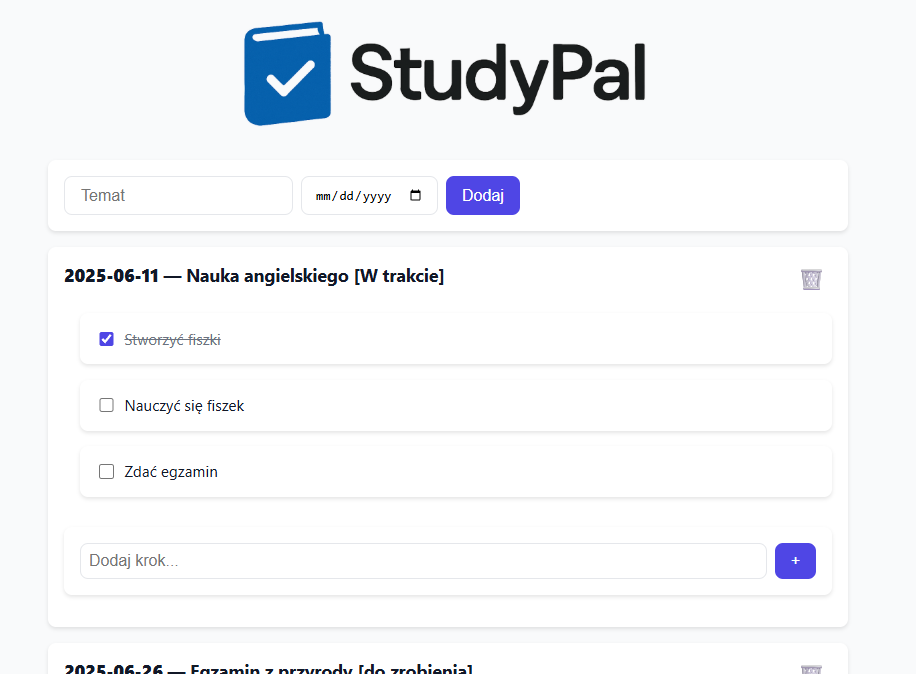 StudyPal
Temat
mm/dd/yyyy
Dodaj
2025-06-11 — Nauka angielskiego [W trakcie]
Stworzyć fiszki
Nauczyć się fiszek
Zdać egzamin
Dodaj krok...
+
2025-06-26 — Egzamin z przyrody [do zrobienia]